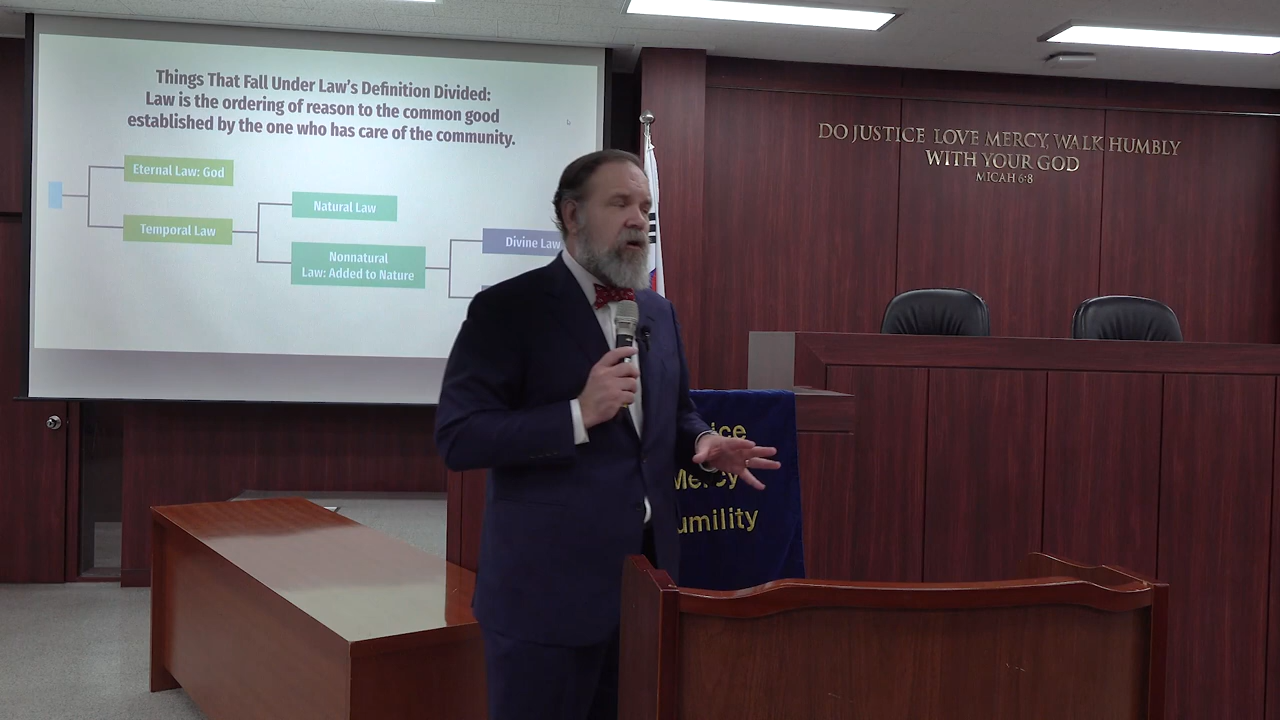 Things That Fall Under Law's Definition Divided:
Law is the ordering of reason to the common good
established by the one who has care of the community.
Eternal Law: God
Temporal Law
Natural Law
Nonnatural
Law: Added to Nature
Divine Law
DO JUSTICE LOVE MERCY, WALK HUMBLY
WITH YOUR GOD
MICAH 6:8
ice
Mercy
umility